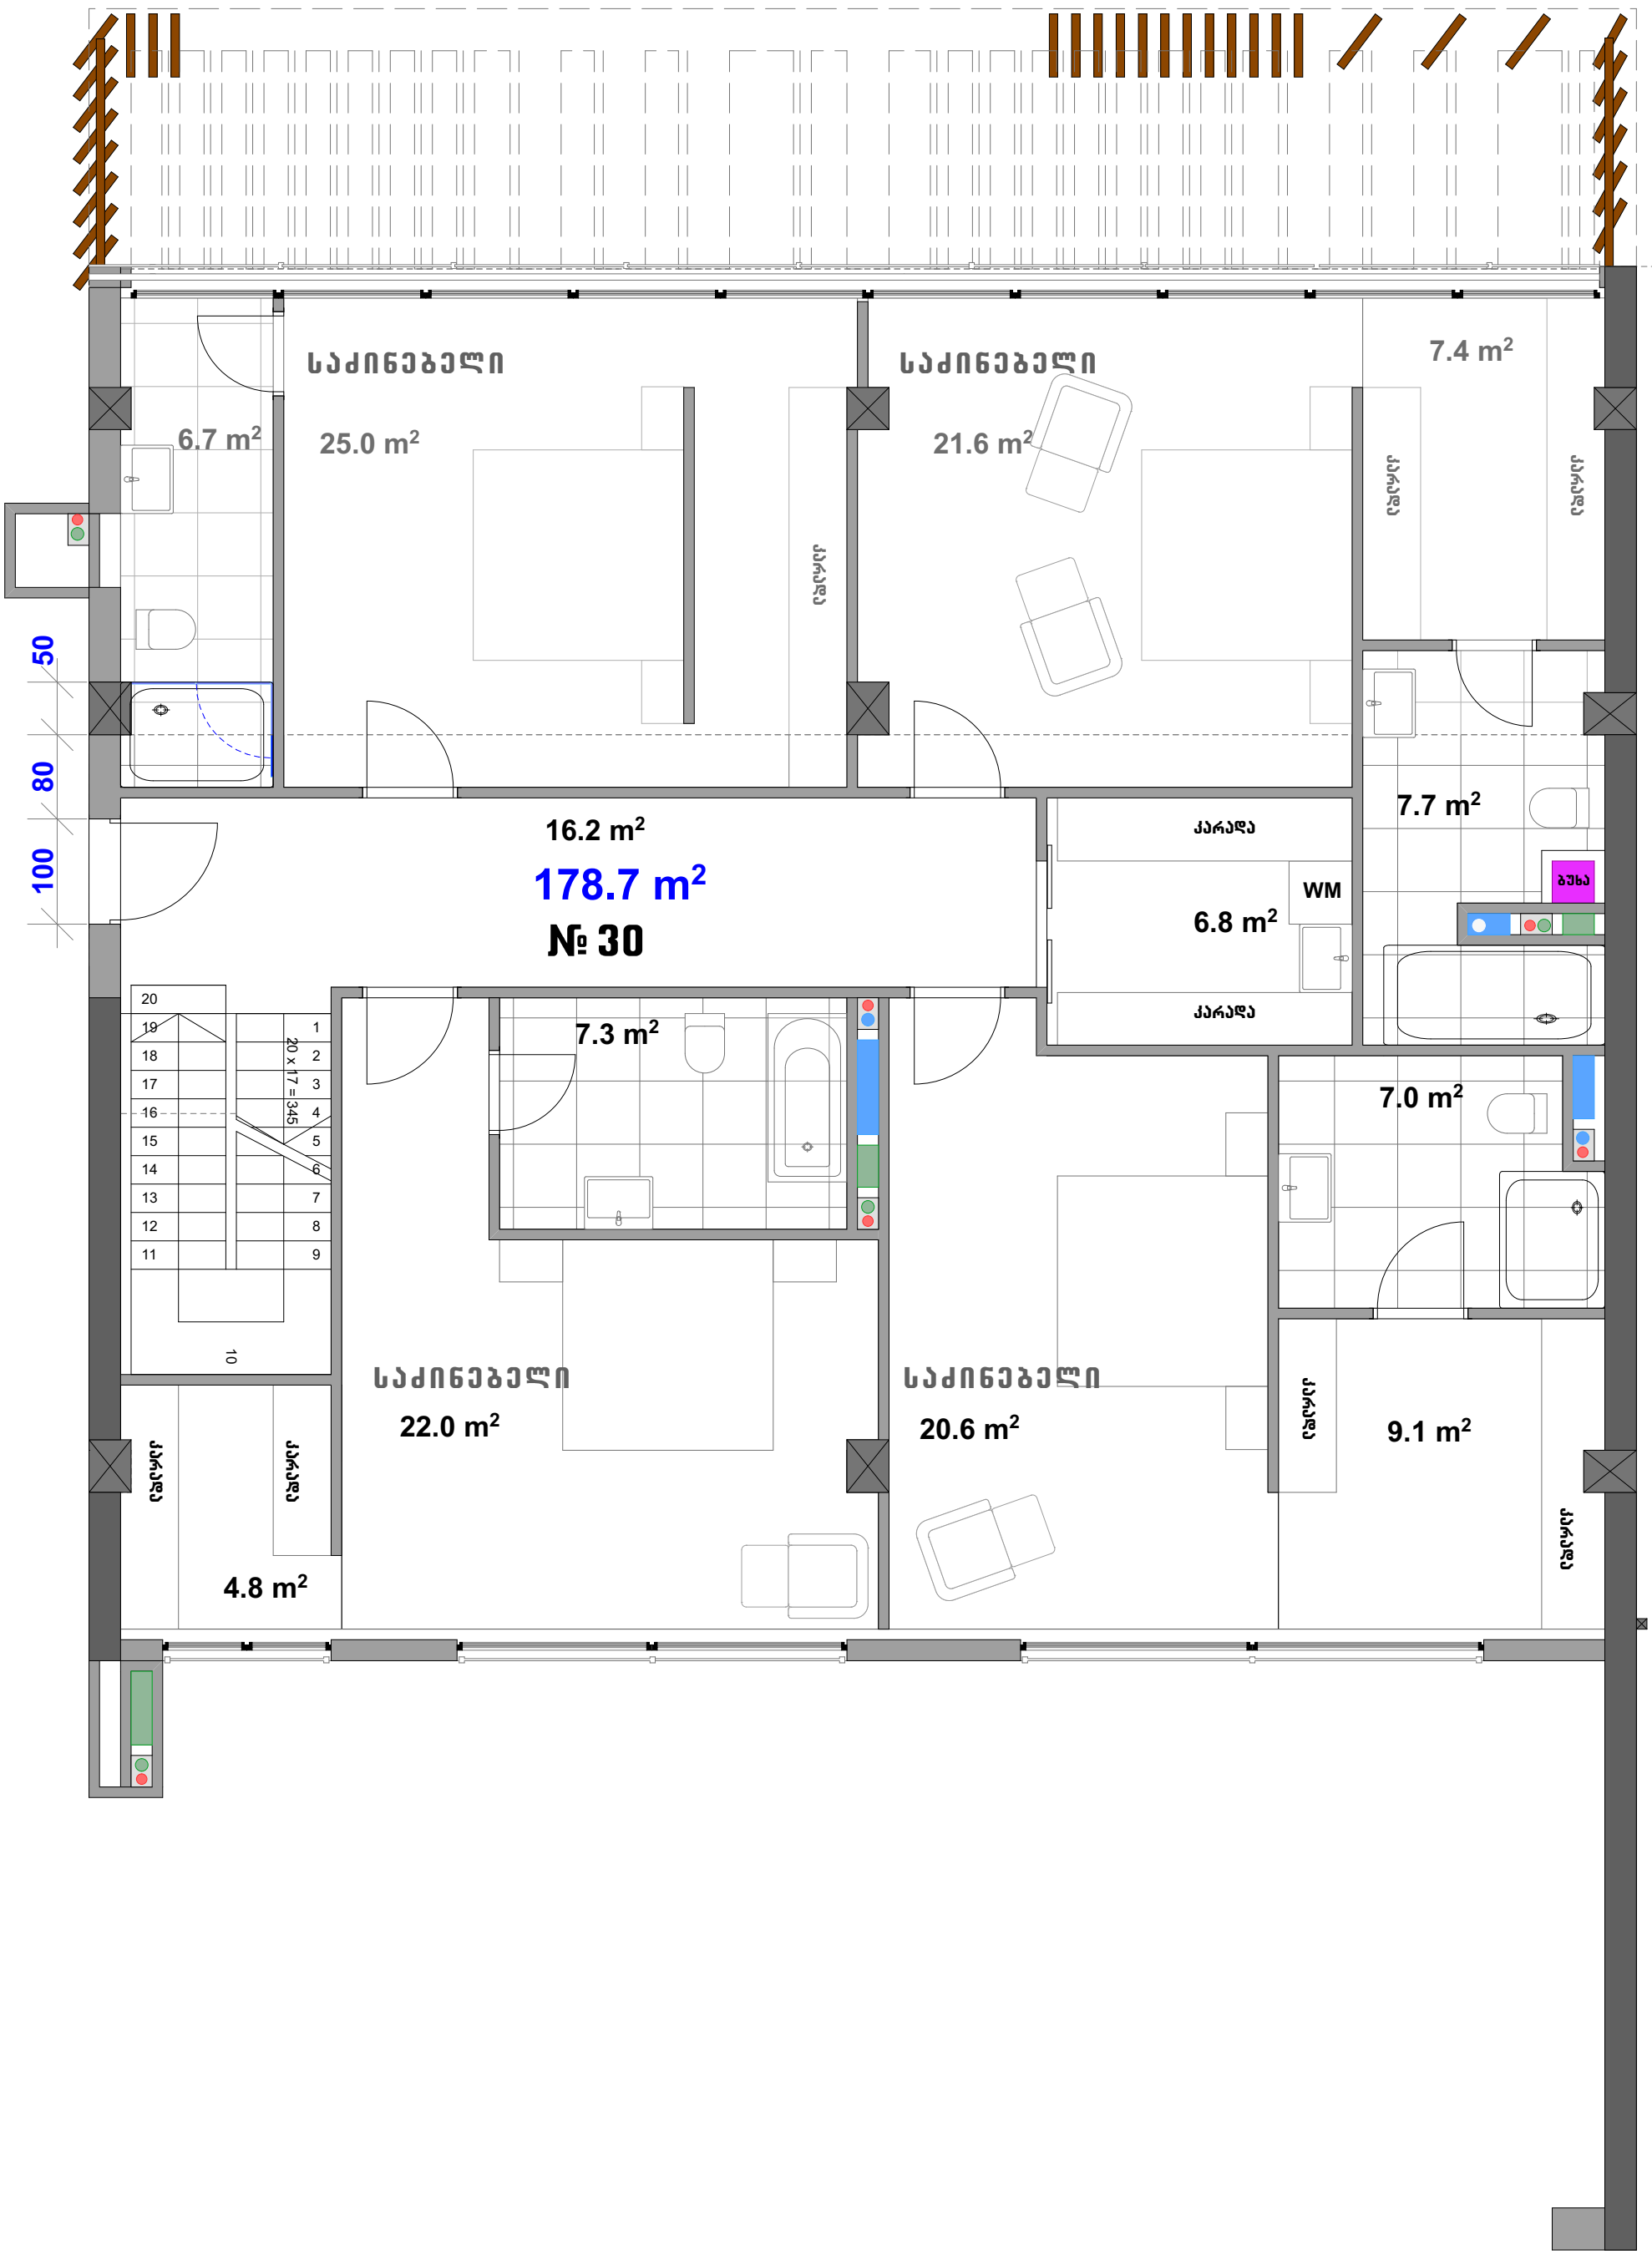 საძინებელი
საძინებელი
7.4 m²
6.7 m²
25.0 m²
21.6 m²
კარადა
კარადა
კარადა
50
80
100
16.2 m²
178.7 m²
№ 30
კარადა
WM
6.8 m²
კარადა
7.7 m²
ბუხა
7.3 m²
7.0 m²
20
19
18
17
16
15
14
13
12
11
10
1
2
3
4
5
6
7
8
9
20 x 17 = 345
საძინებელი
22.0 m²
საძინებელი
20.6 m²
კარადა
9.1 m²
კარადა
კარადა
კარადა
4.8 m²